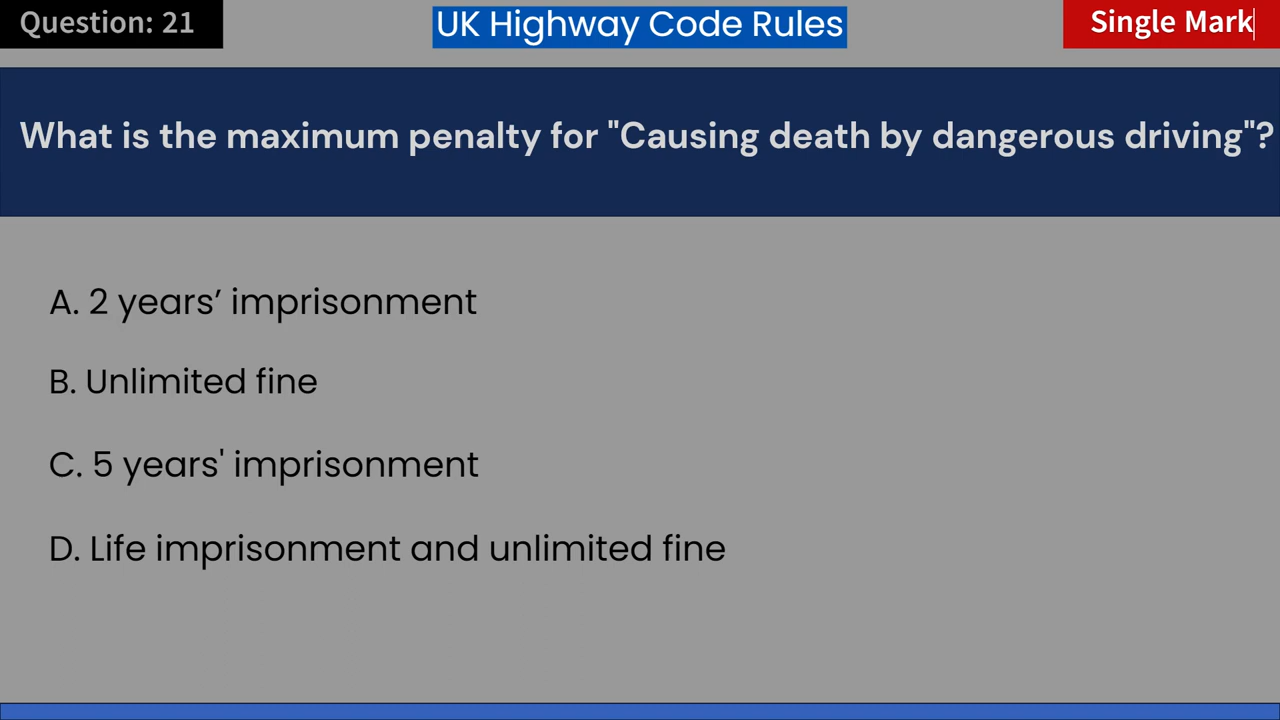 Question: 21
UK Highway Code Rules
Single Mark
What is the maximum penalty for "Causing death by dangerous driving"?
A. 2 years’ imprisonment
B. Unlimited fine
C. 5 years' imprisonment
D. Life imprisonment and unlimited fine